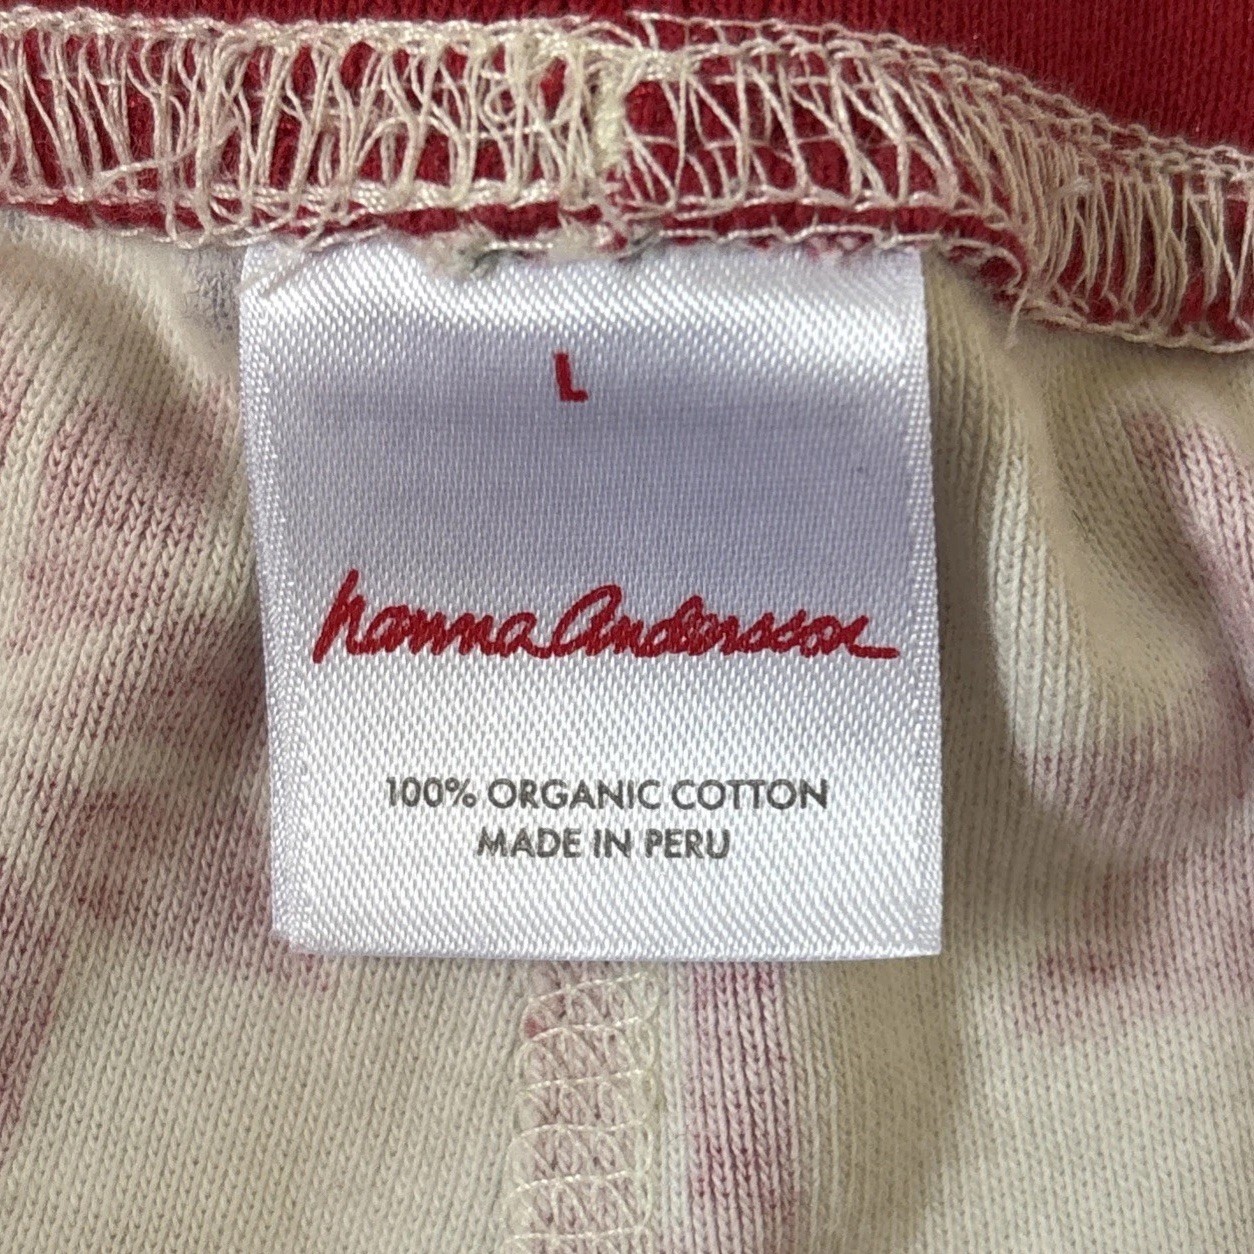 L
hanna Andersson
100% ORGANIC COTTON
MADE IN PERU